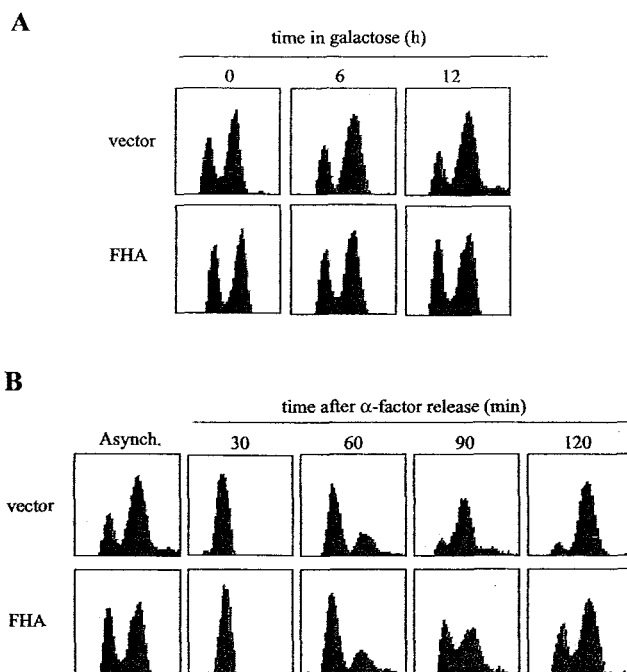 A
time in galactose (h)
0 6 12
vector
FHA
B
time after α-factor release (min)
Asynch. 30 60 90 120
vector
FHA